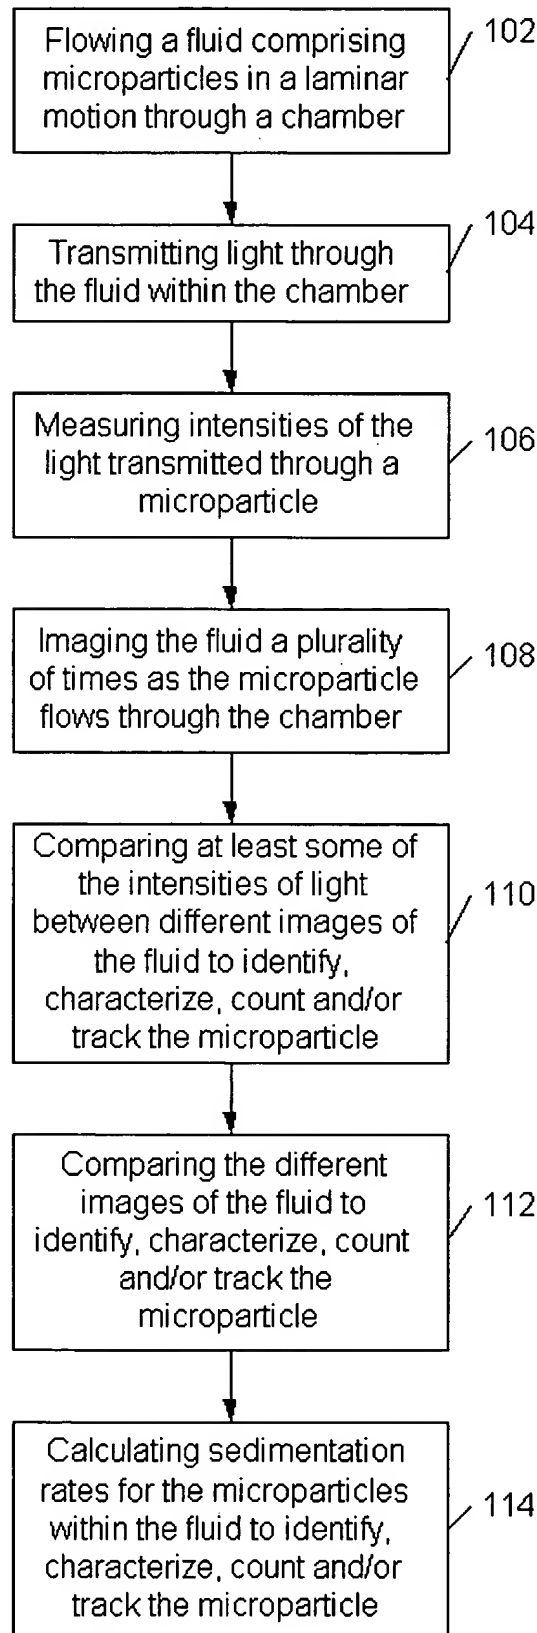 Flowing a fluid comprising
microparticles in a laminar
motion through a chamber
102
Transmitting light through
the fluid within the chamber
104
Measuring intensities of the
light transmitted through a
microparticle
106
Imaging the fluid a plurality
of times as the microparticle
flows through the chamber
108
Comparing at least some of
the intensities of light
between different images of
the fluid to identify,
characterize, count and/or
track the microparticle
110
Comparing the different
images of the fluid to
identify, characterize, count
and/or track the
microparticle
112
Calculating sedimentation
rates for the microparticles
within the fluid to identify,
characterize, count and/or
track the microparticle
114